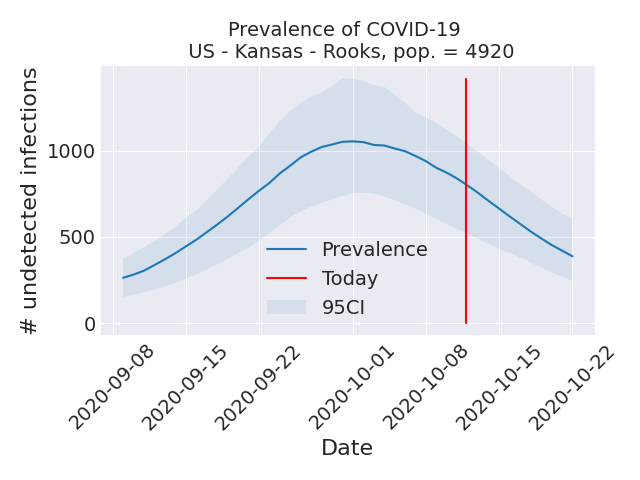 Prevalence of COVID-19
US - Kansas - Rooks, pop. = 4920
# undetected infections
1000
500
0
Prevalence
Today
95CI
2020-09-08
2020-09-15
2020-09-22
2020-10-01
2020-10-08
2020-10-15
2020-10-22
Date